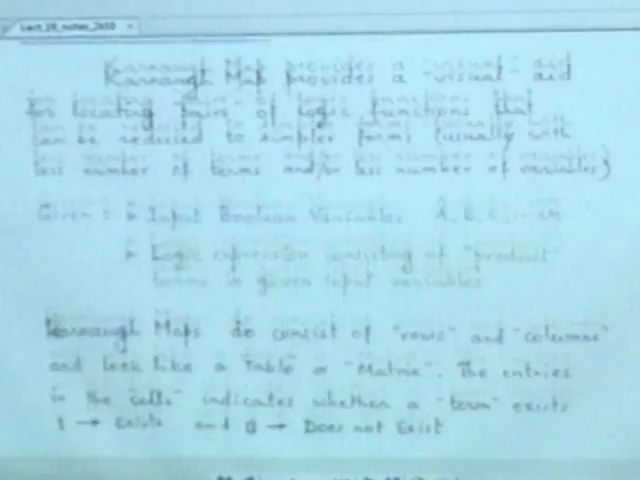 Karnaugh Map provides a "visual" aid
for locating "Pairs" of Logic functions that
can be reduced to simpler forms (usually with
less number of terms and/or less number of variables)
Given : Input Boolean Variables A, B, C, ... etc
Logic expression consisting of "product"
terms in given input variables
Karnaugh Maps do consist of "rows" and "columns"
and look like a Table or "Matrix". The entries
in the "cells" indicates whether a "term" exists
1 → Exists and 0 → Does not Exist